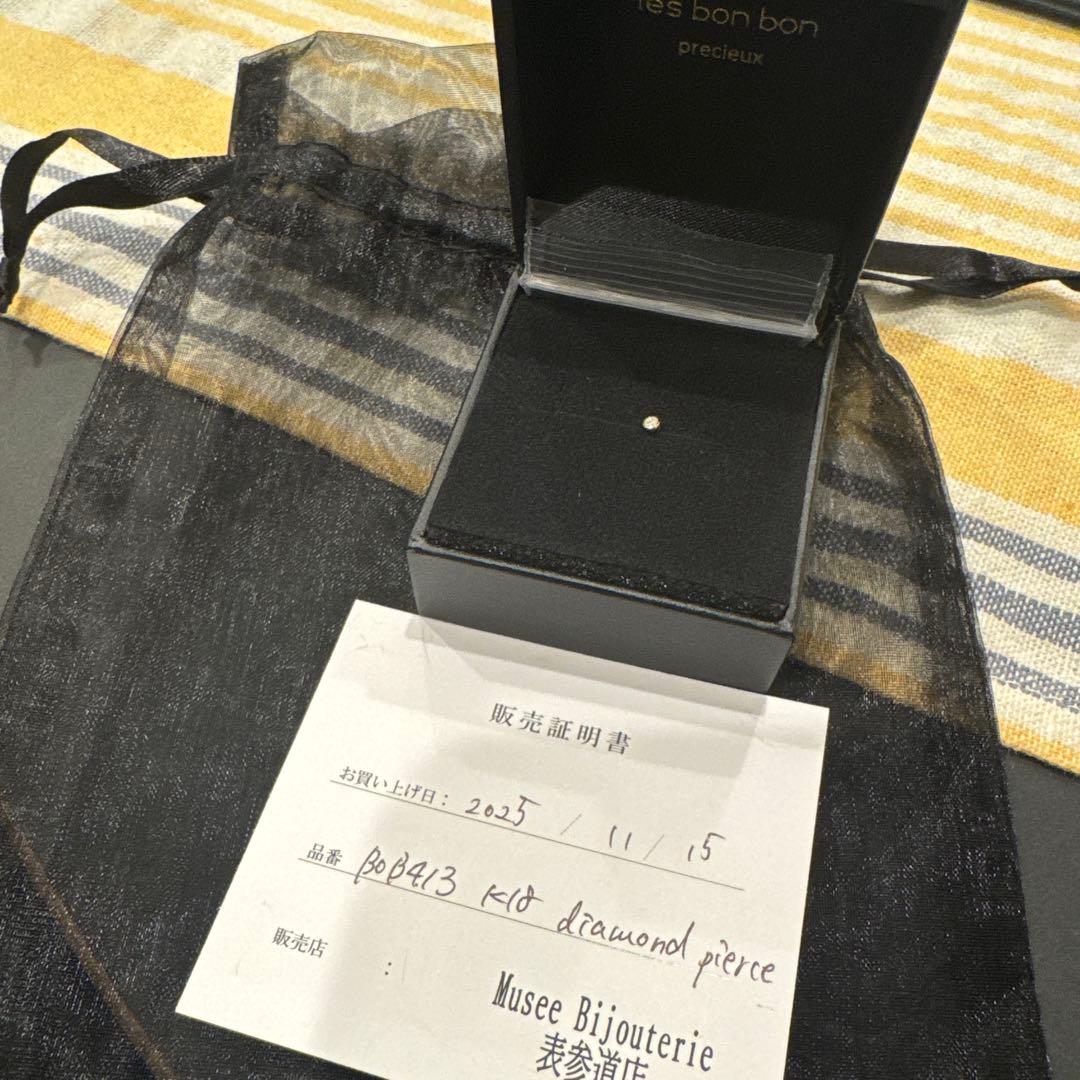 les bon bon
precieux
販売証明書
お買い上げ日: 2025 / 11 / 15
品番 BOB413 K18 diamond pierce
販売店 :
Musee Bijouterie
表参道店